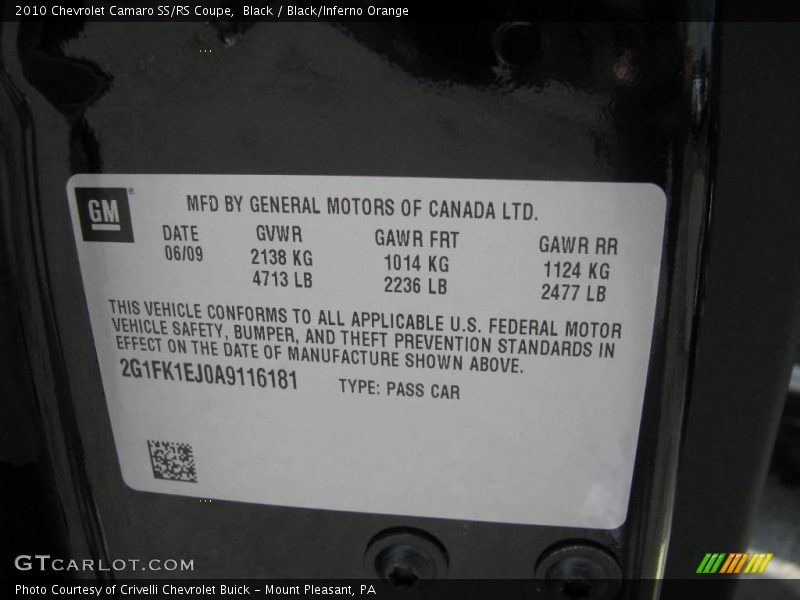 2010 Chevrolet Camaro SS/RS Coupe,  Black / Black/Inferno Orange
GM®
MFD BY GENERAL MOTORS OF CANADA LTD.
DATE GVWR GAWR FRT GAWR RR
06/09 2138 KG 1014 KG 1124 KG
4713 LB 2236 LB 2477 LB
THIS VEHICLE CONFORMS TO ALL APPLICABLE U.S. FEDERAL MOTOR
VEHICLE SAFETY, BUMPER, AND THEFT PREVENTION STANDARDS IN
EFFECT ON THE DATE OF MANUFACTURE SHOWN ABOVE.
2G1FK1EJ0A9116181 TYPE: PASS CAR
GTCARLOT.COM
Photo Courtesy of Crivelli Chevrolet Buick - Mount Pleasant, PA